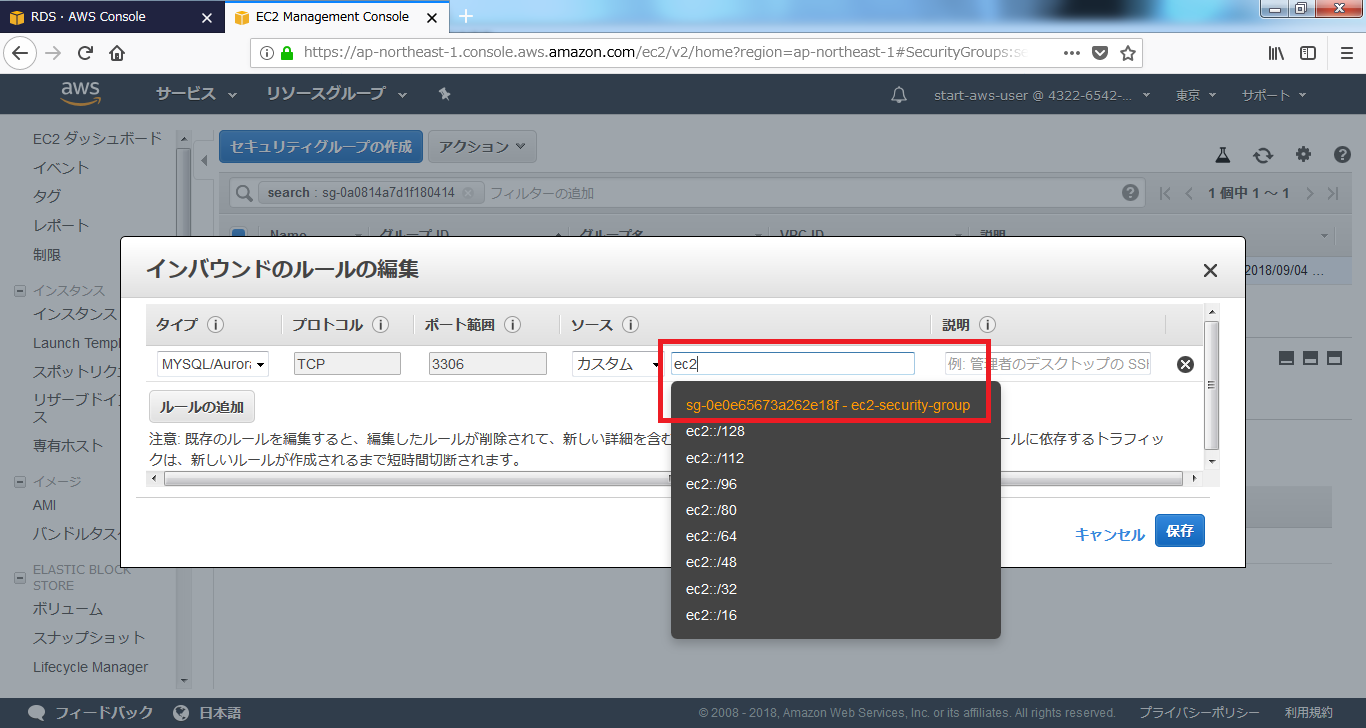 RDS · AWS Console
EC2 Management Console
https://ap-northeast-1.console.aws.amazon.com/ec2/v2/home?region=ap-northeast-1#SecurityGroups:se
aws
サービス
リソースグループ
start-aws-user @ 4322-6542-...
東京
サポート
EC2 ダッシュボード
イベント
タグ
レポート
制限
インスタンス
インスタンス
Launch Templ
スポットリクエ
リザーブドイン
ス
専有ホスト
イメージ
AMI
バンドルタスク
ELASTIC BLOCK
STORE
ボリューム
スナップショット
Lifecycle Manager
セキュリティグループの作成
アクション
search : sg-0a0814a7d1f180414
フィルターの追加
1 個中 1 ~ 1
Name
グループ ID
グループ名
VPC ID
説明
2018/09/04 ...
インバウンドのルールの編集
タイプ
プロトコル
ポート範囲
ソース
説明
MYSQL/Aurora
TCP
3306
カスタム
ec2
例: 管理者のデスクトップの SSH
ルールの追加
sg-0e0e65673a262e18f - ec2-security-group
ec2::/128
ec2::/112
ec2::/96
ec2::/80
ec2::/64
ec2::/48
ec2::/32
ec2::/16
注意: 既存のルールを編集すると、編集したルールが削除されて、新しい詳細を含む ールに依存するトラフィッ
クは、新しいルールが作成されるまで短時間切断されます。
キャンセル
保存
フィードバック
日本語
© 2008 - 2018, Amazon Web Services, Inc. or its affiliates. All rights reserved.
プライバシーポリシー
利用規約